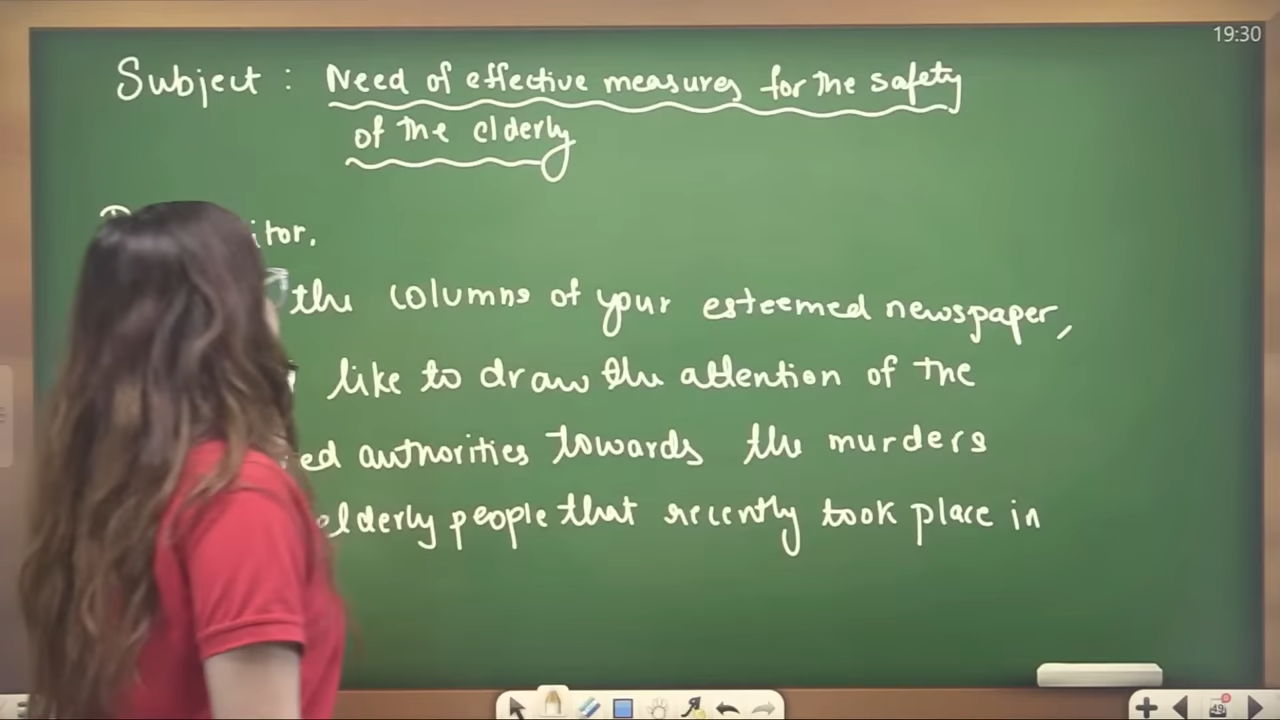 19:30
Subject : Need of effective measures for the safety
of the elderly
itor,
the columns of your esteemed newspaper,
like to draw the attention of the
ed authorities towards the murders
elderly people that recently took place in
49